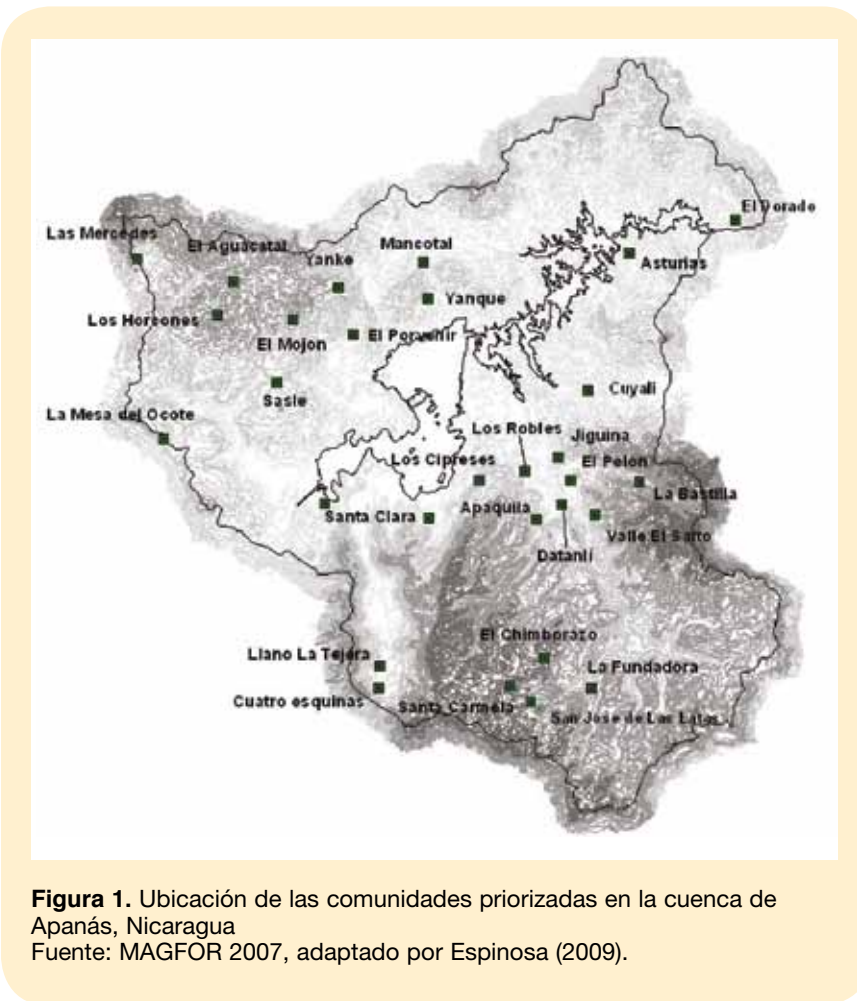 El Dorado
Las Mercedes
El Aguacatal
Yanke
Mancotal
Asturias
Los Horcones
Yanque
El Mojon
El Porvenir
Sasle
Cuyali
La Mesa del Ocote
Los Robles
Jiguina
Los Cipreses
El Pelon
La Bastilla
Santa Clara
Apaquila
Valle El Salto
Datanli
El Chimborazo
Llano La Tejera
La Fundadora
Cuatro esquinas
Santa Carmela
San Jose de Las Latas
Figura 1. Ubicación de las comunidades priorizadas en la cuenca de
Apanás, Nicaragua
Fuente: MAGFOR 2007, adaptado por Espinosa (2009).